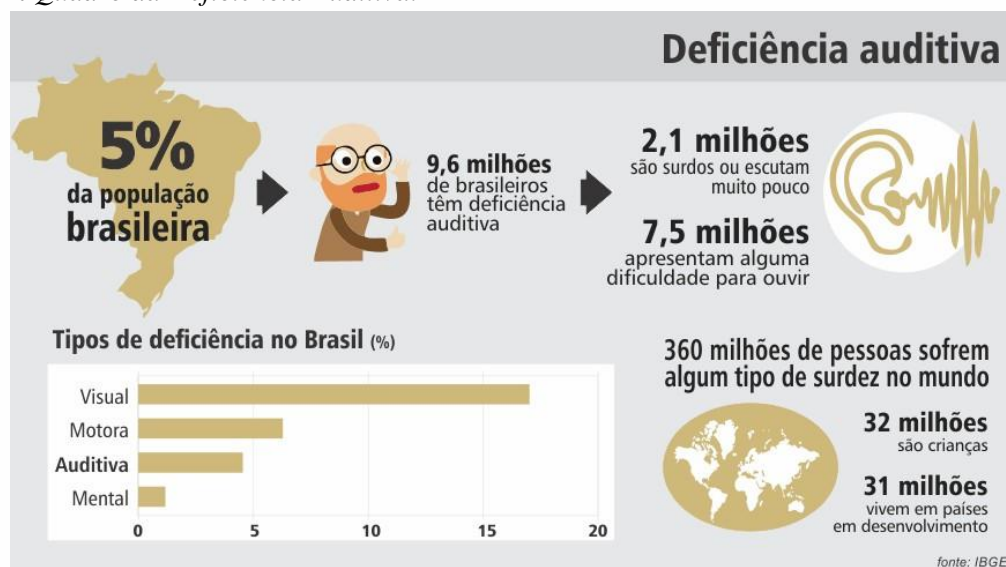 Deficiência auditiva
5%
da população
brasileira
9,6 milhões
de brasileiros
têm deficiência
auditiva
2,1 milhões
são surdos ou escutam
muito pouco
7,5 milhões
apresentam alguma
dificuldade para ouvir
Tipos de deficiência no Brasil (%)
Visual
Motora
Auditiva
Mental
0 5 10 15 20
360 milhões de pessoas sofrem
algum tipo de surdez no mundo
32 milhões
são crianças
31 milhões
vivem em países
em desenvolvimento
fonte: IBGE